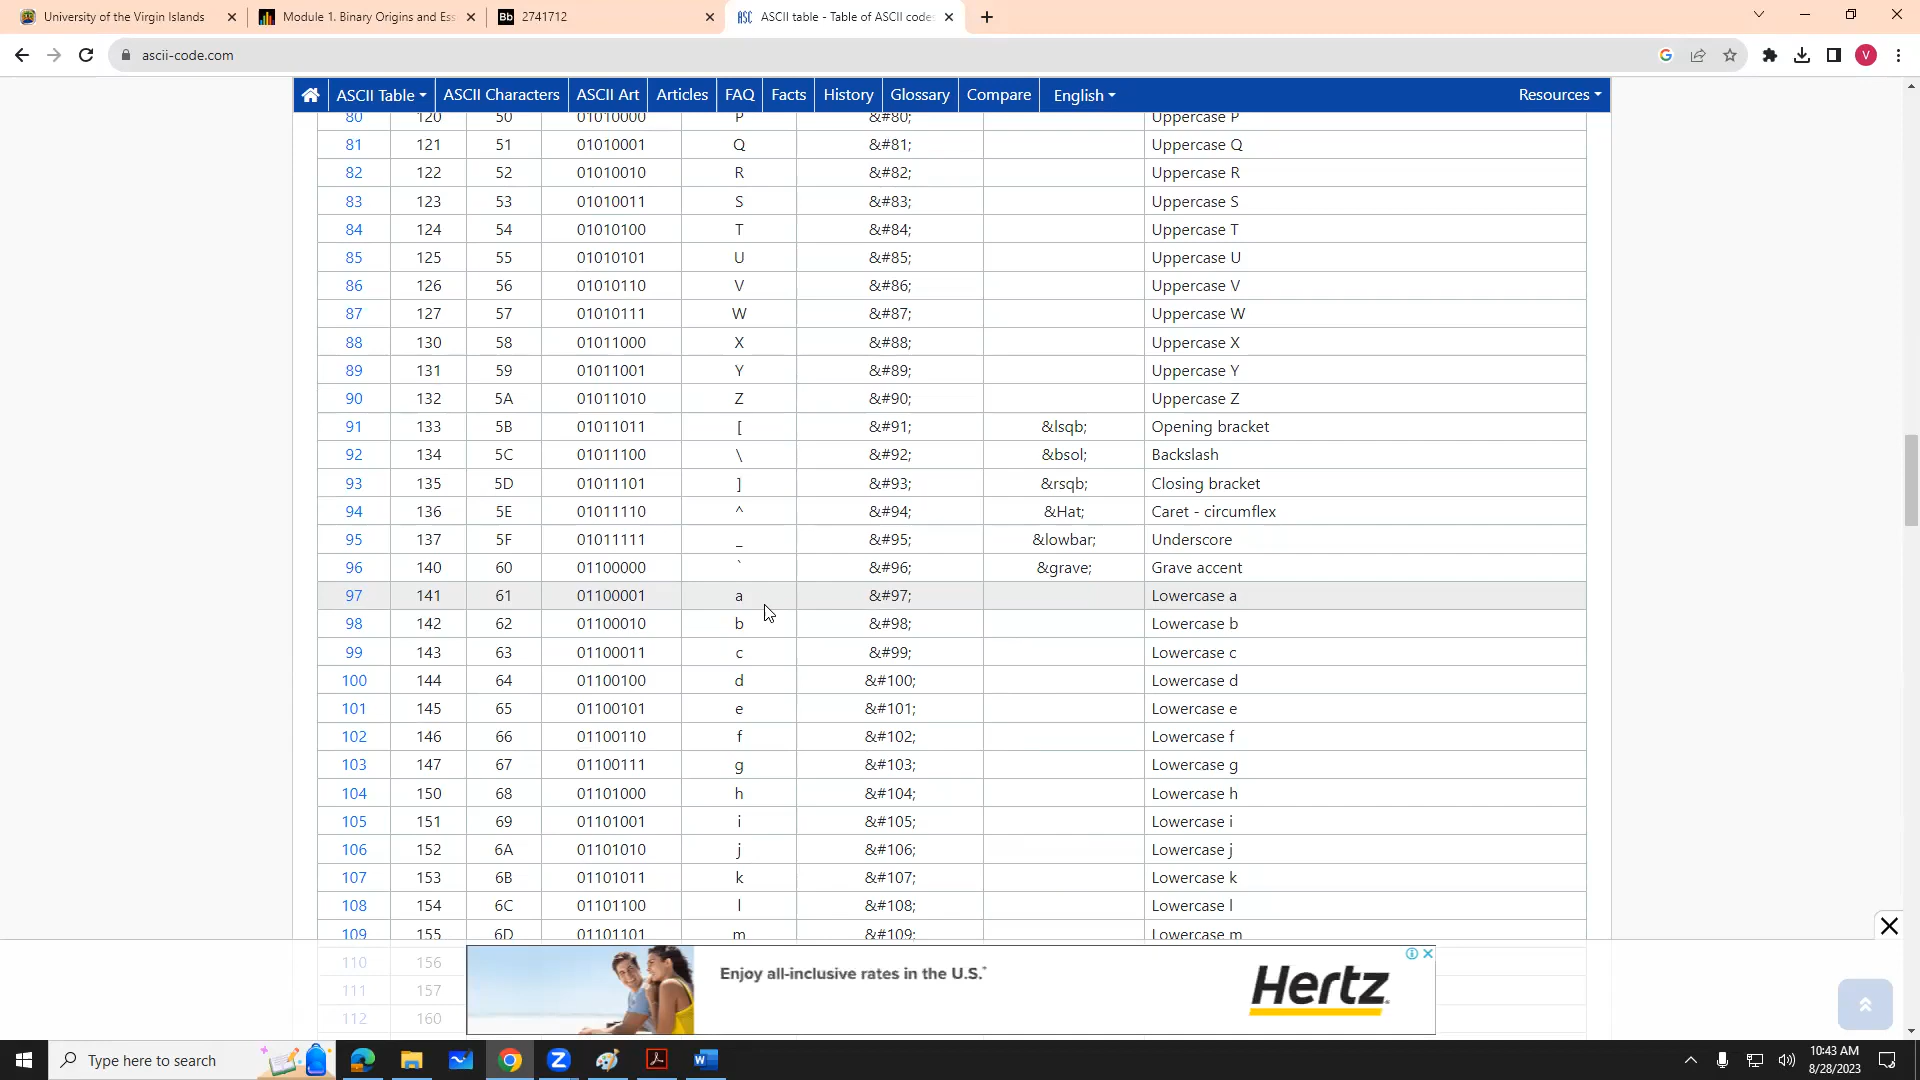 University of the Virgin Islands
Module 1. Binary Origins and Ess
Bb 2741712
ASC ASCII table - Table of ASCII codes
ascii-code.com
V
ASCII Table ASCII Characters ASCII Art Articles FAQ Facts History Glossary Compare English Resources
80 120 50 01010000 P &#80; Uppercase P
81 121 51 01010001 Q &#81; Uppercase Q
82 122 52 01010010 R &#82; Uppercase R
83 123 53 01010011 S &#83; Uppercase S
84 124 54 01010100 T &#84; Uppercase T
85 125 55 01010101 U &#85; Uppercase U
86 126 56 01010110 V &#86; Uppercase V
87 127 57 01010111 W &#87; Uppercase W
88 130 58 01011000 X &#88; Uppercase X
89 131 59 01011001 Y &#89; Uppercase Y
90 132 5A 01011010 Z &#90; Uppercase Z
91 133 5B 01011011 [ &#91; &lsqb; Opening bracket
92 134 5C 01011100 \ &#92; &bsol; Backslash
93 135 5D 01011101 ] &#93; &rsqb; Closing bracket
94 136 5E 01011110 ^ &#94; &Hat; Caret - circumflex
95 137 5F 01011111 _ &#95; &lowbar; Underscore
96 140 60 01100000 ` &#96; &grave; Grave accent
97 141 61 01100001 a &#97; Lowercase a
98 142 62 01100010 b &#98; Lowercase b
99 143 63 01100011 c &#99; Lowercase c
100 144 64 01100100 d &#100; Lowercase d
101 145 65 01100101 e &#101; Lowercase e
102 146 66 01100110 f &#102; Lowercase f
103 147 67 01100111 g &#103; Lowercase g
104 150 68 01101000 h &#104; Lowercase h
105 151 69 01101001 i &#105; Lowercase i
106 152 6A 01101010 j &#106; Lowercase j
107 153 6B 01101011 k &#107; Lowercase k
108 154 6C 01101100 l &#108; Lowercase l
109 155 6D 01101101 m &#109; Lowercase m
110 156
111 157
112 160
Enjoy all-inclusive rates in the U.S.*
Hertz
Type here to search
10:43 AM
8/28/2023